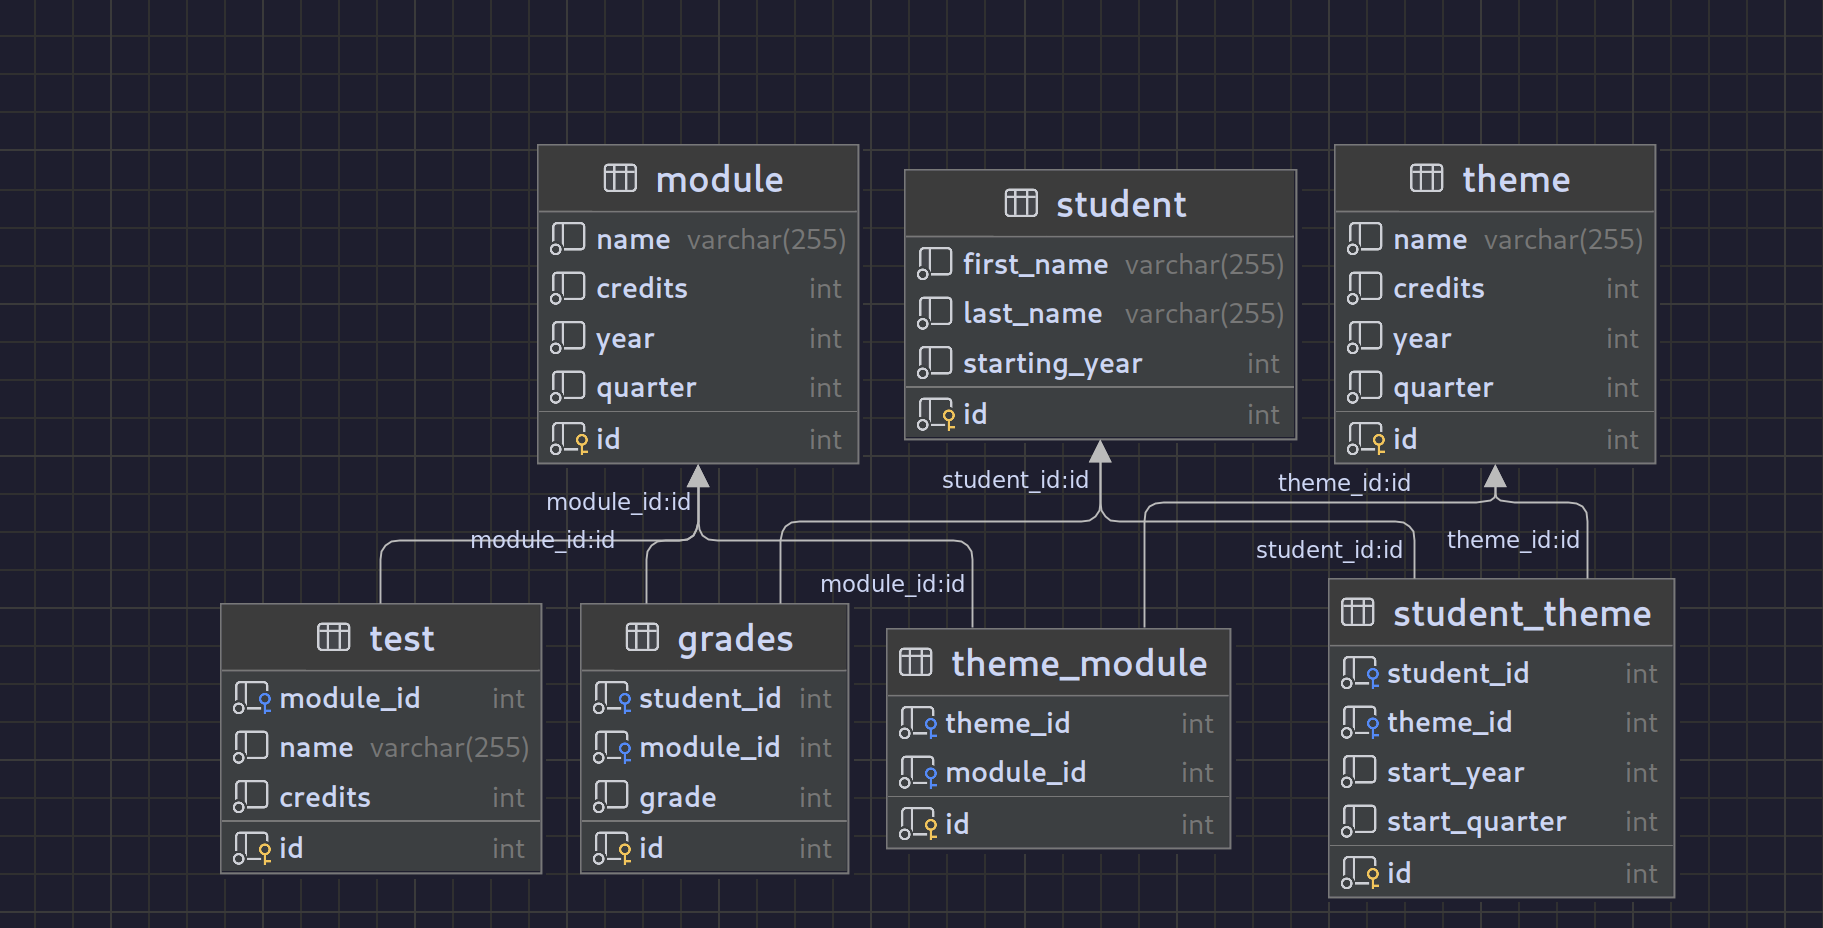 module
name varchar(255)
credits int
year int
quarter int
id int
student
first_name varchar(255)
last_name varchar(255)
starting_year int
id int
theme
name varchar(255)
credits int
year int
quarter int
id int
module_id:id
student_id:id
theme_id:id
module_id:id
module_id:id
student_id:id
theme_id:id
test
module_id int
name varchar(255)
credits int
id int
grades
student_id int
module_id int
grade int
id int
theme_module
theme_id int
module_id int
id int
student_theme
student_id int
theme_id int
start_year int
start_quarter int
id int